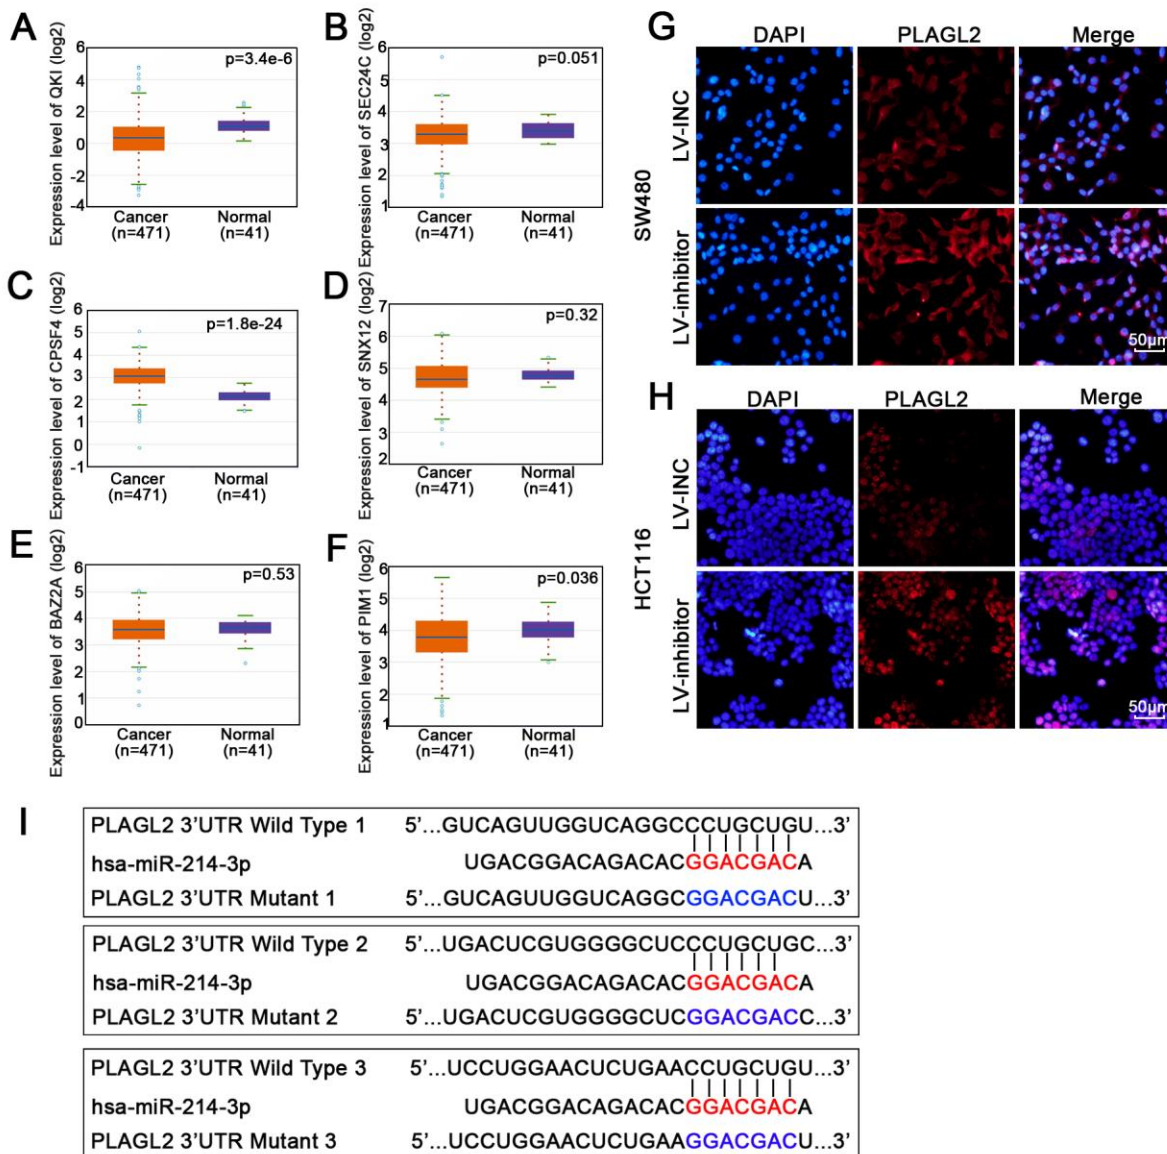 A
Expression level of QKI (log2)
6
4
2
0
-2
-4
p=3.4e-6
Cancer
(n=471)
Normal
(n=41)
B
Expression level of SEC24C (log2)
6
5
4
3
2
1
p=0.051
Cancer
(n=471)
Normal
(n=41)
C
Expression level of CPSF4 (log2)
6
5
4
3
2
1
0
-1
p=1.8e-24
Cancer
(n=471)
Normal
(n=41)
D
Expression level of SNX12 (log2)
7
6
5
4
3
2
p=0.32
Cancer
(n=471)
Normal
(n=41)
E
Expression level of BAZ2A (log2)
6
5
4
3
2
1
0
p=0.53
Cancer
(n=471)
Normal
(n=41)
F
Expression level of PIM1 (log2)
6
5
4
3
2
1
p=0.036
Cancer
(n=471)
Normal
(n=41)
G
DAPI PLAGL2 Merge
SW480
LV-INC
LV-inhibitor
50μm
H
DAPI PLAGL2 Merge
HCT116
LV-INC
LV-inhibitor
50μm
I
PLAGL2 3'UTR Wild Type 1 5'...GUCAGUUGGUCAGGCCCUGCUGU...3'
hsa-miR-214-3p UGACGGACAGACACGGACGACA
PLAGL2 3'UTR Mutant 1 5'...GUCAGUUGGUCAGGCGGACGACU...3'
PLAGL2 3'UTR Wild Type 2 5'...UGACUCGUGGGGCUCCCUGCUGC...3'
hsa-miR-214-3p UGACGGACAGACACGGACGACA
PLAGL2 3'UTR Mutant 2 5'...UGACUCGUGGGGCUCGGACGACC...3'
PLAGL2 3'UTR Wild Type 3 5'...UCCUGGAACUCUGAACCUGCUGU...3'
hsa-miR-214-3p UGACGGACAGACACGGACGACA
PLAGL2 3'UTR Mutant 3 5'...UCCUGGAACUCUGAAGGACGACU...3'